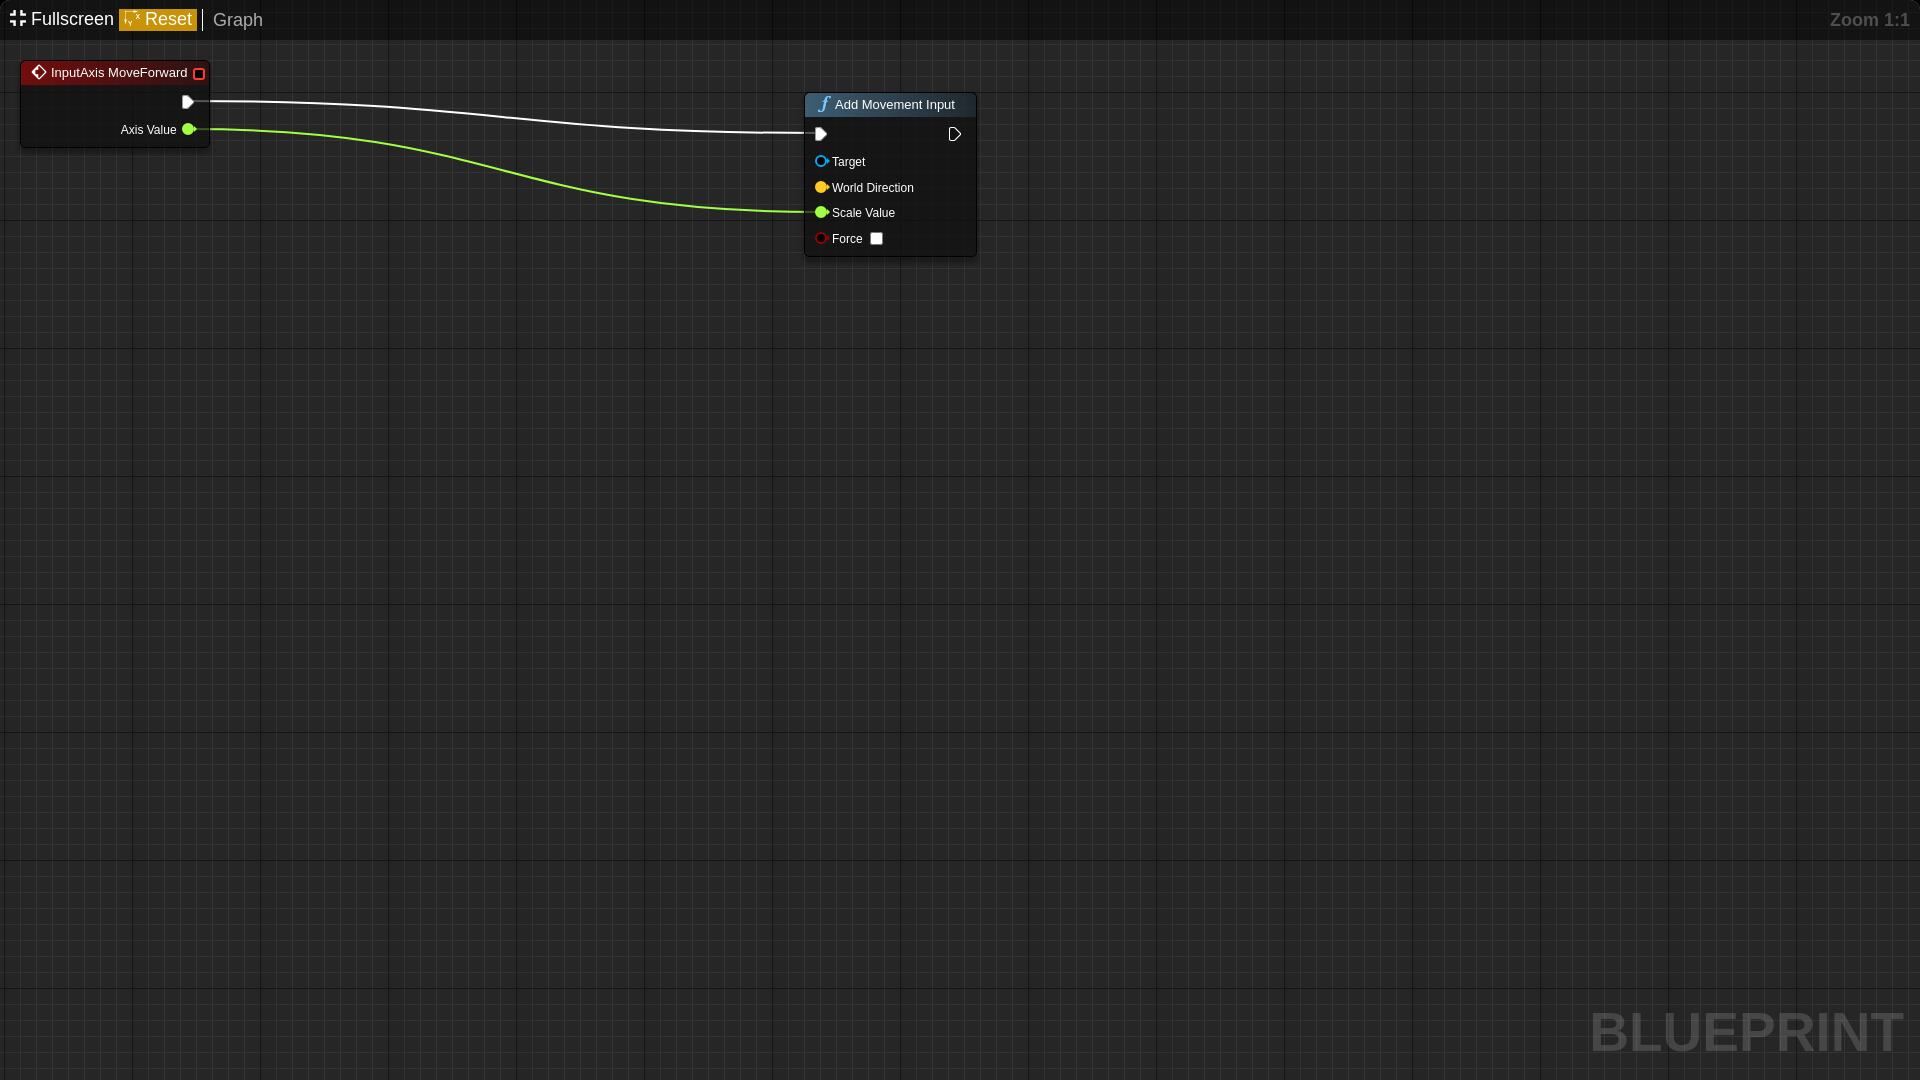 Fullscreen Reset Graph Zoom 1:1
InputAxis MoveForward
Axis Value
Add Movement Input
Target
World Direction
Scale Value
Force
BLUEPRINT